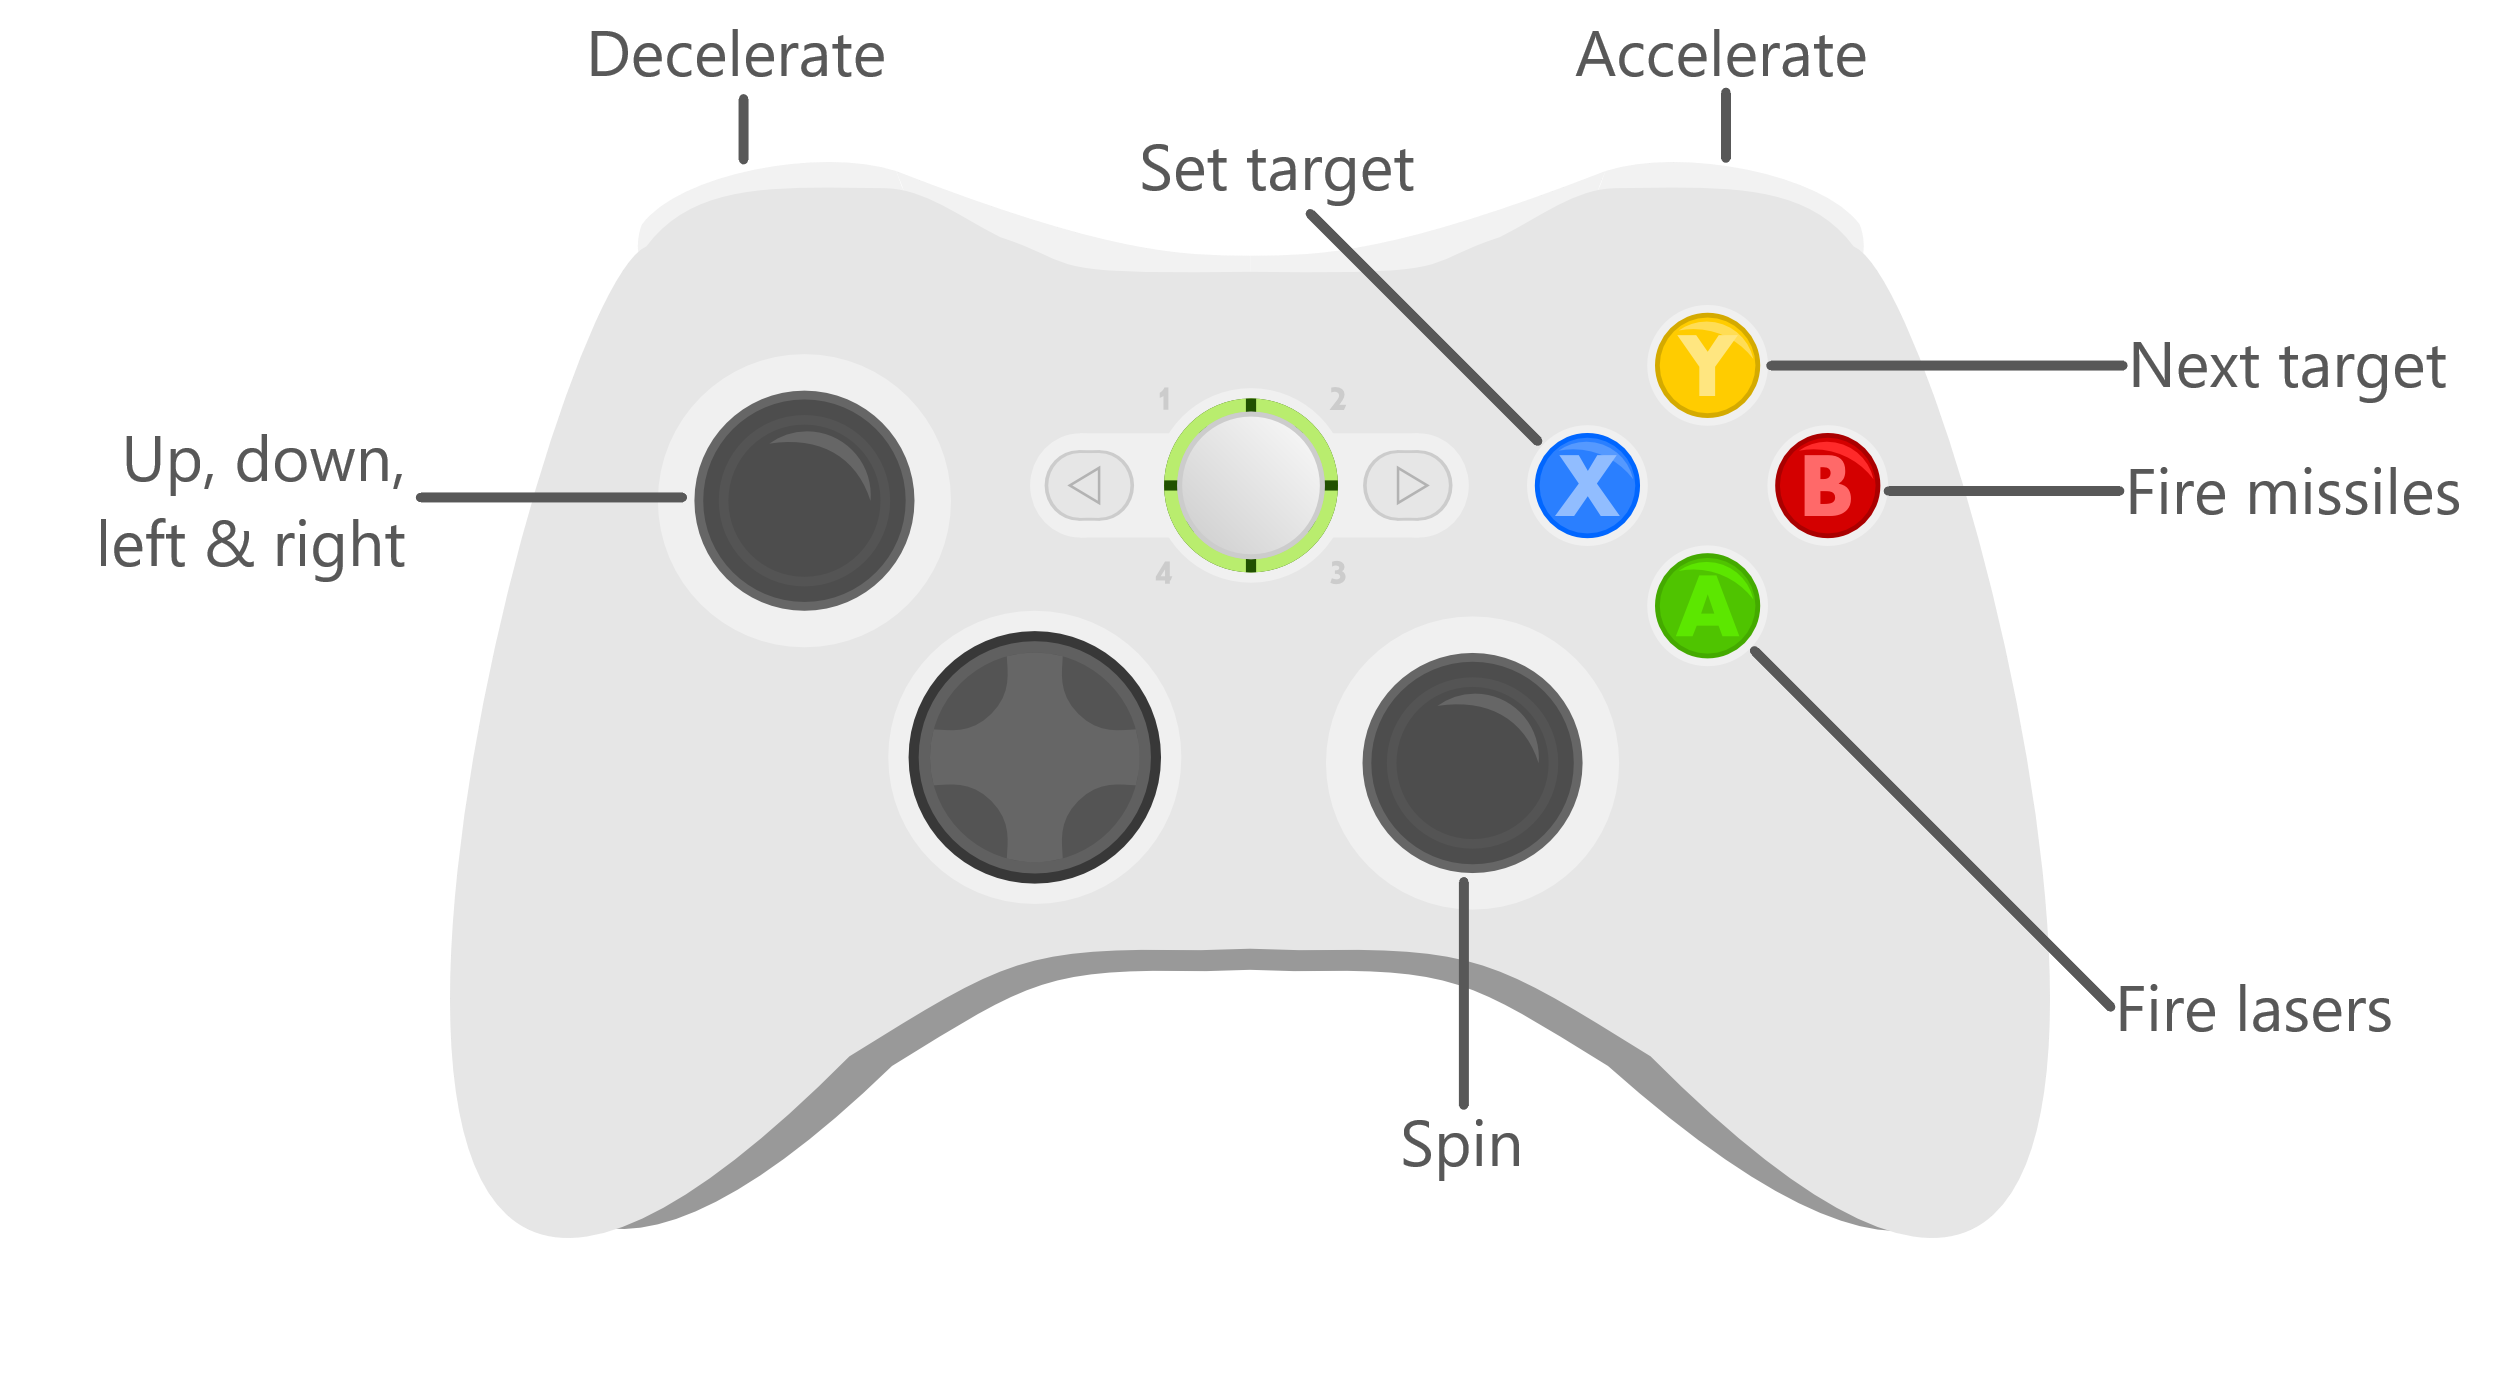 Decelerate
Accelerate
Set target
Next target
1
2
Y
Up, down,
left & right
X
B
Fire missiles
4
3
A
Fire lasers
Spin